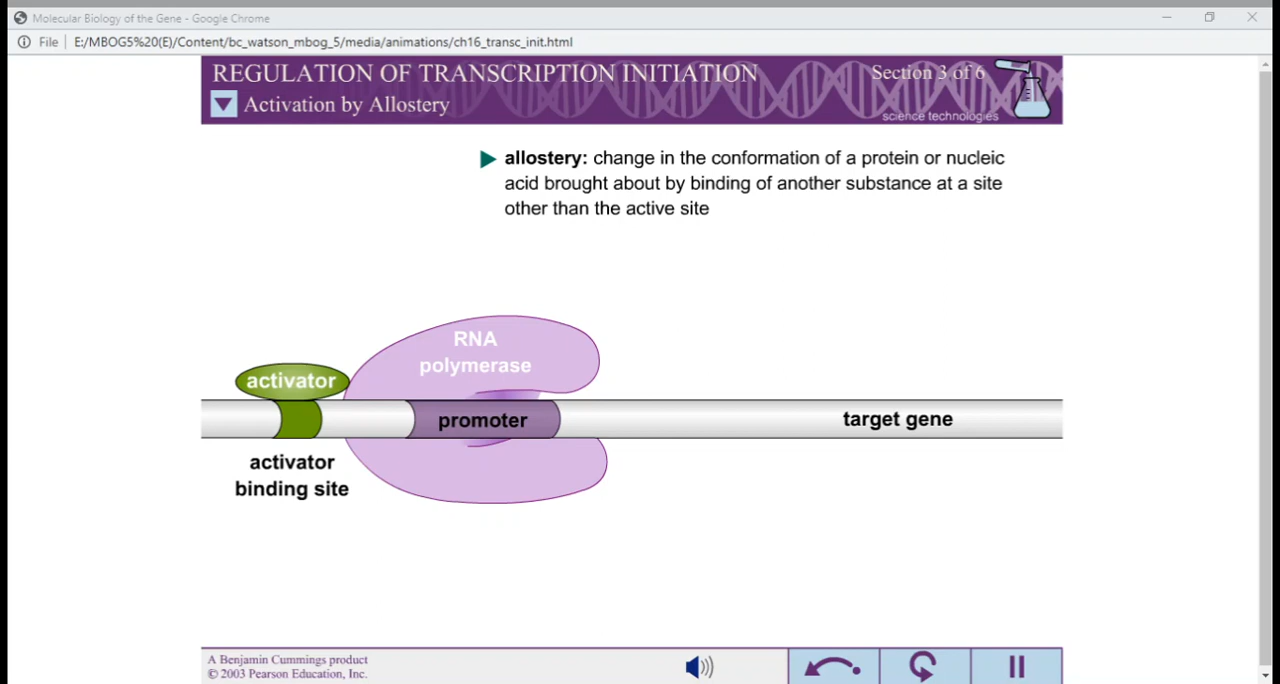 Molecular Biology of the Gene - Google Chrome
File | E:/MBOG5%20(E)/Content/bc_watson_mbog_5/media/animations/ch16_transc_init.html
REGULATION OF TRANSCRIPTION INITIATION
Section 3 of 6
Activation by Allostery
science technologies
allostery: change in the conformation of a protein or nucleic
acid brought about by binding of another substance at a site
other than the active site
RNA
polymerase
activator
promoter
target gene
activator
binding site
A Benjamin Cummings product
© 2003 Pearson Education, Inc.